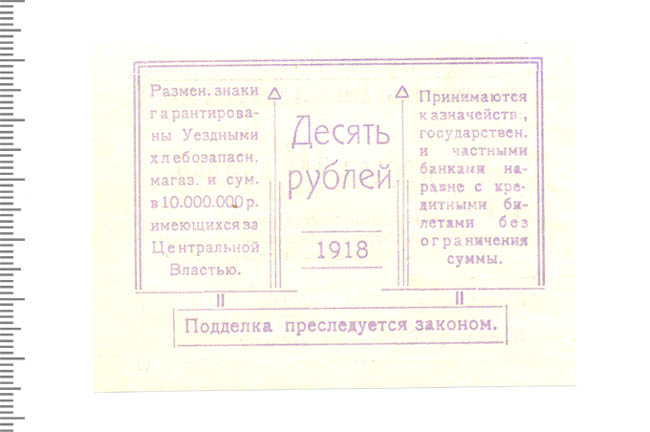 Размен. знаки
гарантирова-
ны Уездными
хлебозапасн.
магаз. и сум.
в 10.000.000 р.
имеющихся за
Центральной
Властью.
Десять
рублей
1918
Принимаются
казначейств,
государствен.
и частными
банками на-
равне с кре-
дитными би-
летами без
ограничения
суммы.
Подделка преследуется законом.